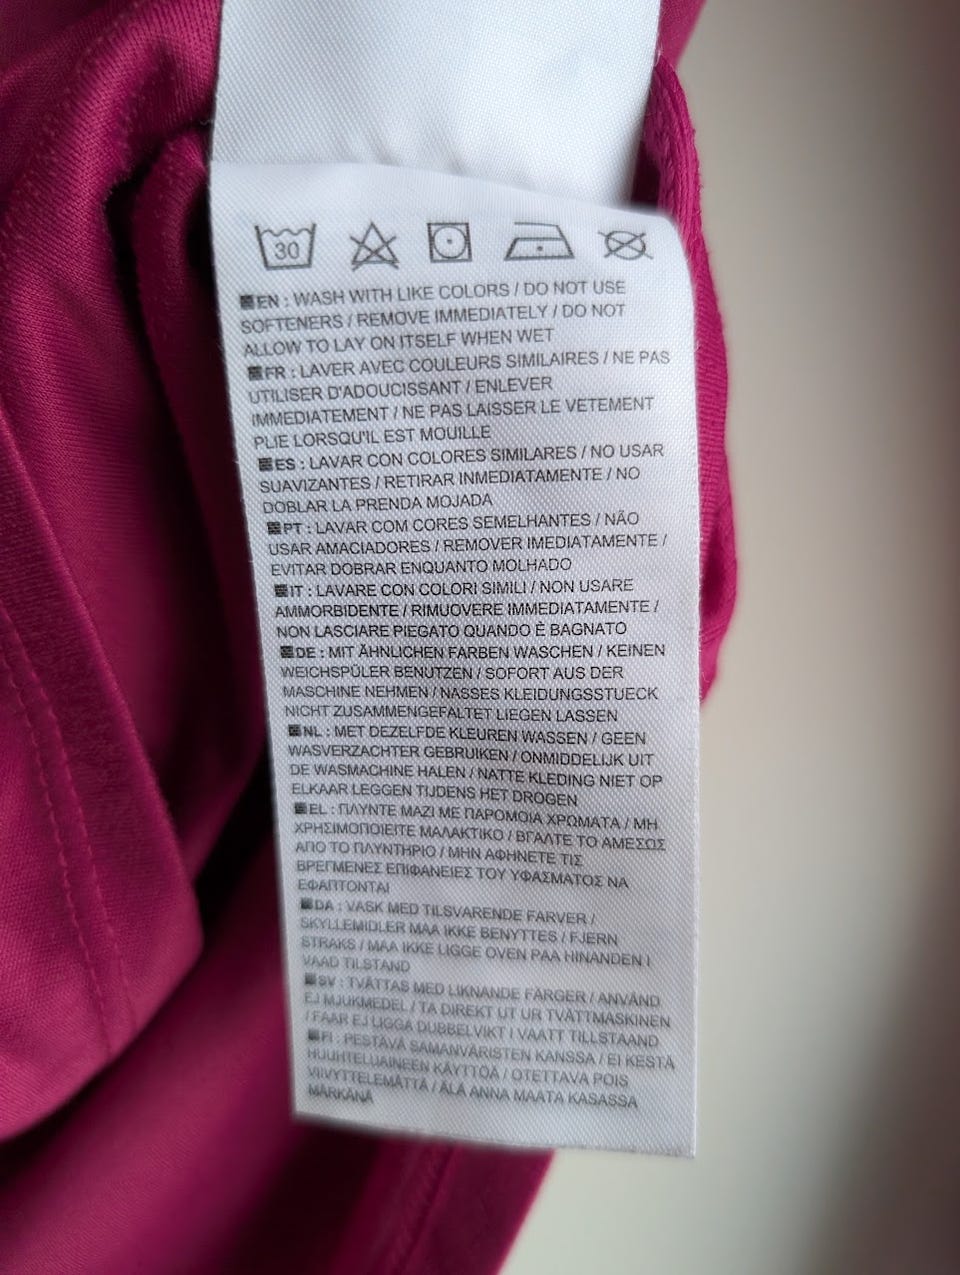 30
EN : WASH WITH LIKE COLORS / DO NOT USE
SOFTENERS / REMOVE IMMEDIATELY / DO NOT
ALLOW TO LAY ON ITSELF WHEN WET
FR : LAVER AVEC COULEURS SIMILAIRES / NE PAS
UTILISER D'ADOUCISSANT / ENLEVER
IMMEDIATEMENT / NE PAS LAISSER LE VETEMENT
PLIE LORSQU'IL EST MOUILLE
ES : LAVAR CON COLORES SIMILARES / NO USAR
SUAVIZANTES / RETIRAR INMEDIATAMENTE / NO
DOBLAR LA PRENDA MOJADA
PT : LAVAR COM CORES SEMELHANTES / NÃO
USAR AMACIADORES / REMOVER IMEDIATAMENTE /
EVITAR DOBRAR ENQUANTO MOLHADO
IT : LAVARE CON COLORI SIMILI / NON USARE
AMMORBIDENTE / RIMUOVERE IMMEDIATAMENTE /
NON LASCIARE PIEGATO QUANDO È BAGNATO
DE : MIT ÄHNLICHEN FARBEN WASCHEN / KEINEN
WEICHSPÜLER BENUTZEN / SOFORT AUS DER
MASCHINE NEHMEN / NASSES KLEIDUNGSSTUECK
NICHT ZUSAMMENGEFALTET LIEGEN LASSEN
NL : MET DEZELFDE KLEUREN WASSEN / GEEN
WASVERZACHTER GEBRUIKEN / ONMIDDELIJK UIT
DE WASMACHINE HALEN / NATTE KLEDING NIET OP
ELKAAR LEGGEN TIJDENS HET DROGEN
EL : ΠΛΥΝΤΕ ΜΑΖΙ ΜΕ ΠΑΡΟΜΟΙΑ ΧΡΩΜΑΤΑ / ΜΗ
ΧΡΗΣΙΜΟΠΟΙΕΙΤΕ ΜΑΛΑΚΤΙΚΟ / ΒΓΑΛΤΕ ΤΟ ΑΜΕΣΩΣ
ΑΠΟ ΤΟ ΠΛΥΝΤΗΡΙΟ / ΜΗΝ ΑΦΗΝΕΤΕ ΤΙΣ
ΒΡΕΓΜΕΝΕΣ ΕΠΙΦΑΝΕΙΕΣ ΤΟΥ ΥΦΑΣΜΑΤΟΣ ΝΑ
ΕΦΑΠΤΟΝΤΑΙ
DA : VASK MED TILSVARENDE FARVER /
SKYLLEMIDLER MAA IKKE BENYTTES / FJERN
STRAKS / MAA IKKE LIGGE OVEN PAA HINANDEN I
VAAD TILSTAND
SV : TVÄTTAS MED LIKNANDE FÄRGER / ANVÄND
EJ MJUKMEDEL / TA DIREKT UT UR TVÄTTMASKINEN
/ FAAR EJ LIGGA DUBBELVIKT I VAATT TILLSTAAND
FI : PESTÄVÄ SAMANVÄRISTEN KANSSA / EI KESTÄ
HUUHTELUAINEEN KÄYTTÖÄ / OTETTAVA POIS
VIIVYTTELEMÄTTÄ / ÄLÄ ANNA MAATA KASASSA
MÄRKÄNÄ